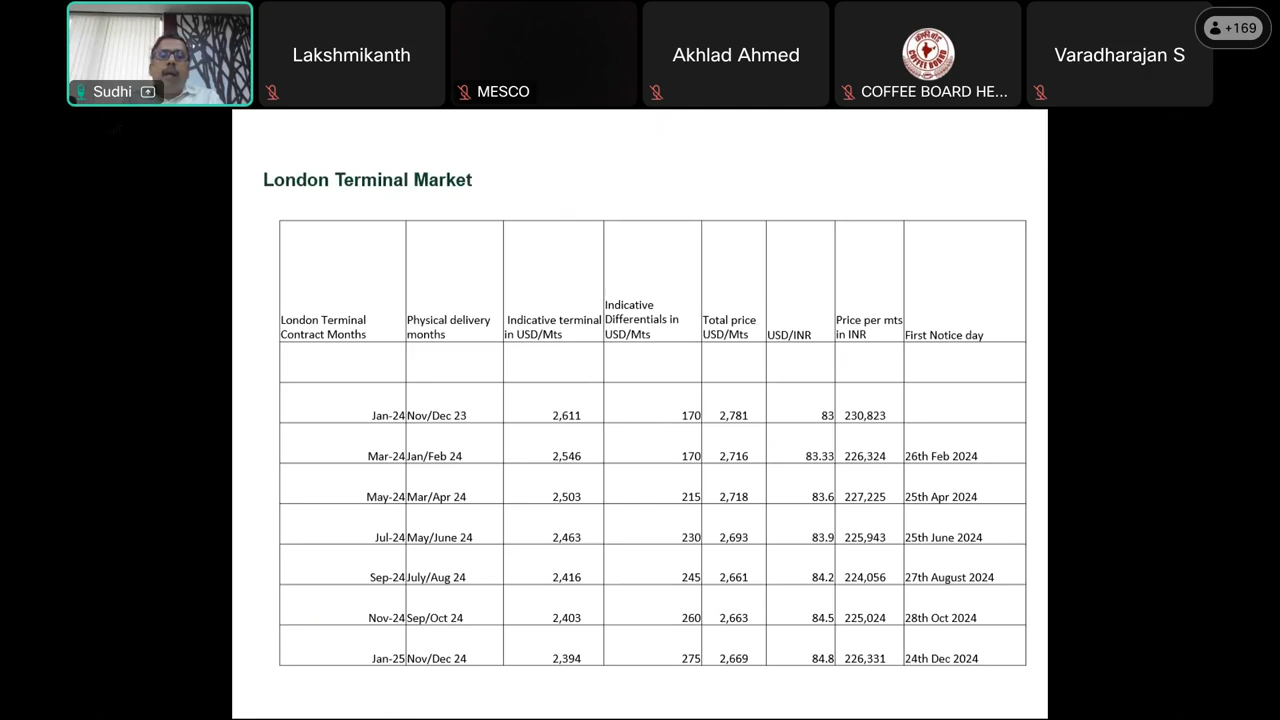 Sudhi
Lakshmikanth
MESCO
Akhlad Ahmed
COFFEE BOARD
COFFEE BOARD HE...
Varadharajan S
+169
London Terminal Market
London Terminal Contract Months Physical delivery months Indicative terminal in USD/Mts Indicative Differentials in USD/Mts Total price USD/Mts USD/INR Price per mts in INR First Notice day
Jan-24 Nov/Dec 23 2,611 170 2,781 83 230,823
Mar-24 Jan/Feb 24 2,546 170 2,716 83.33 226,324 26th Feb 2024
May-24 Mar/Apr 24 2,503 215 2,718 83.6 227,225 25th Apr 2024
Jul-24 May/June 24 2,463 230 2,693 83.9 225,943 25th June 2024
Sep-24 July/Aug 24 2,416 245 2,661 84.2 224,056 27th August 2024
Nov-24 Sep/Oct 24 2,403 260 2,663 84.5 225,024 28th Oct 2024
Jan-25 Nov/Dec 24 2,394 275 2,669 84.8 226,331 24th Dec 2024